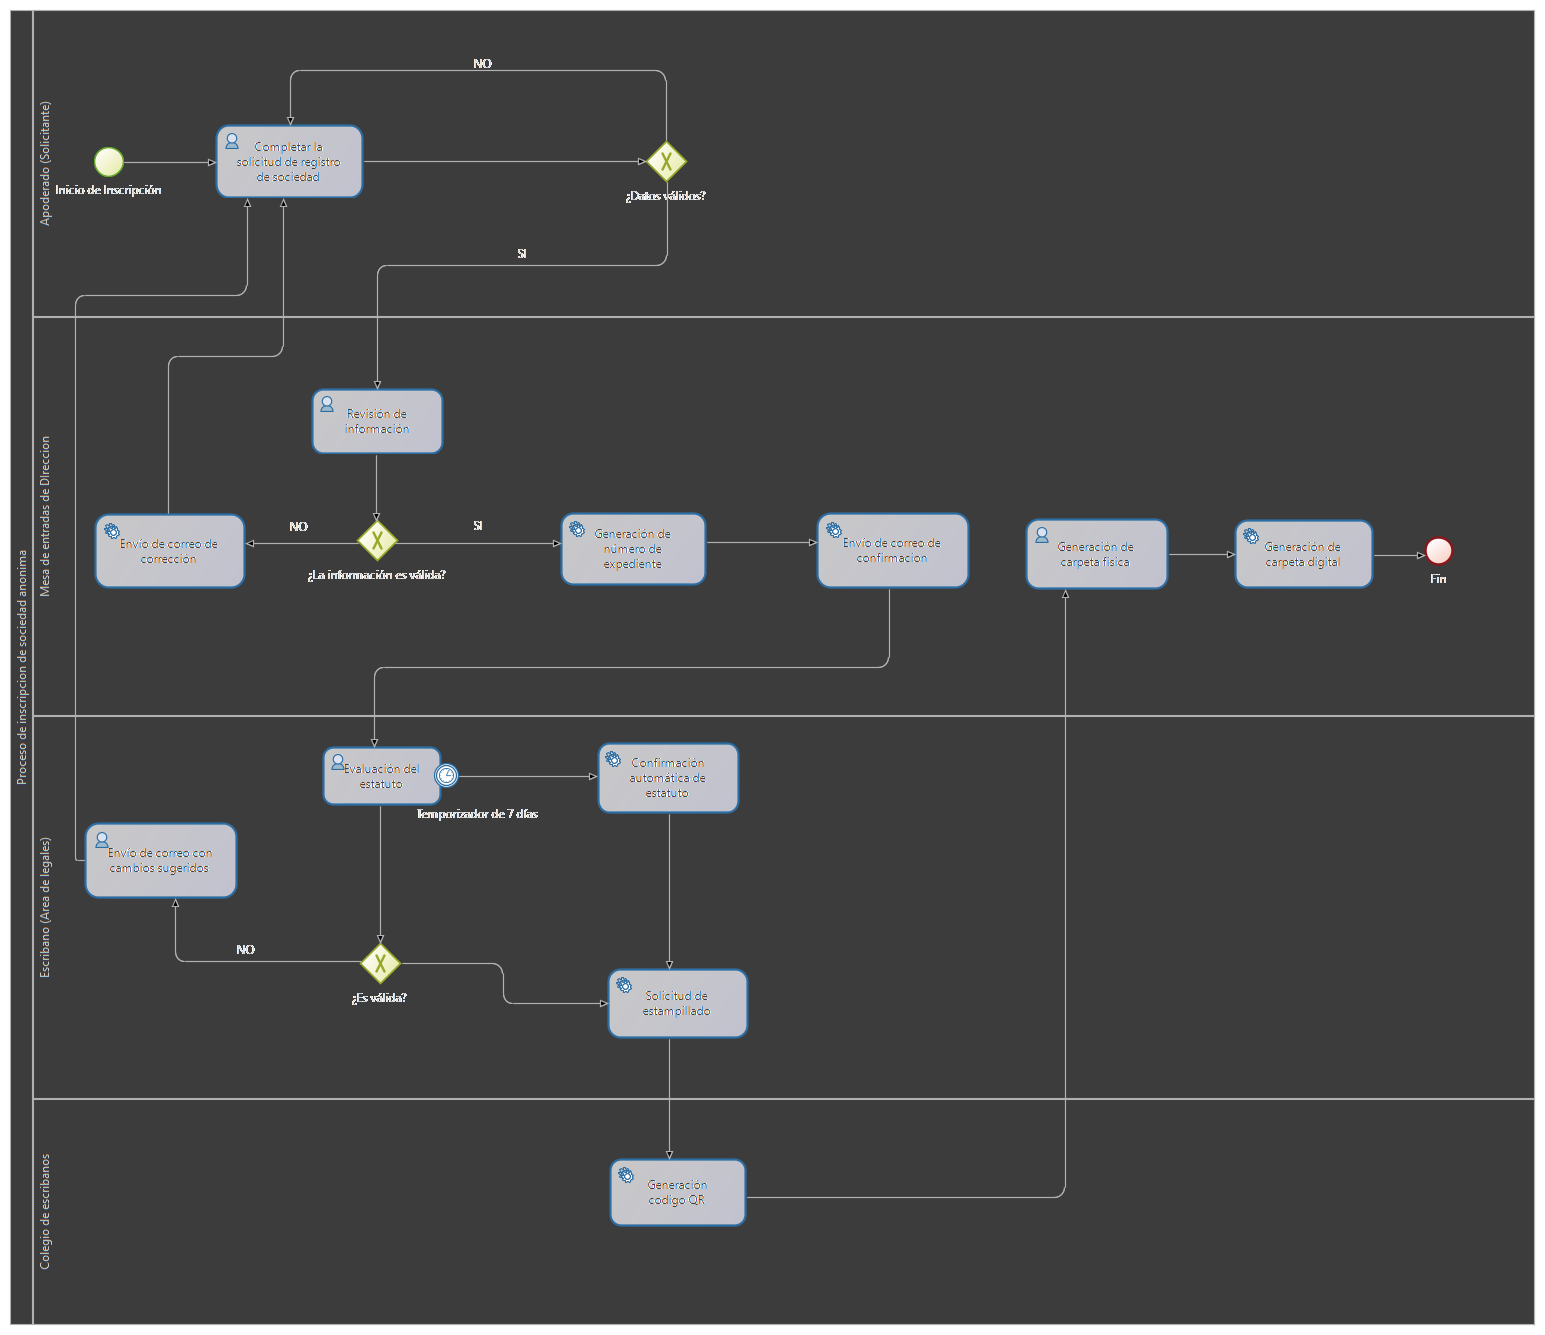 Proceso de inscripcion de sociedad anonima
Apoderado (Solicitante)
NO
Inicio de Inscripción
Completar la
solicitud de registro
de sociedad
¿Datos válidos?
SI
Mesa de entradas de DIreccion
Revisión de
información
Envío de correo de
corrección
NO
¿La información es válida?
SI
Generación de
número de
expediente
Envío de correo de
confirmacion
Generación de
carpeta física
Generación de
carpeta digital
Fin
Escribano (Area de legales)
Evaluación del
estatuto
Temporizador de 7 días
Confirmación
automática de
estatuto
Envío de correo con
cambios sugeridos
NO
¿Es válida?
Solicitud de
estampillado
Colegio de escribanos
Generación
codigo QR